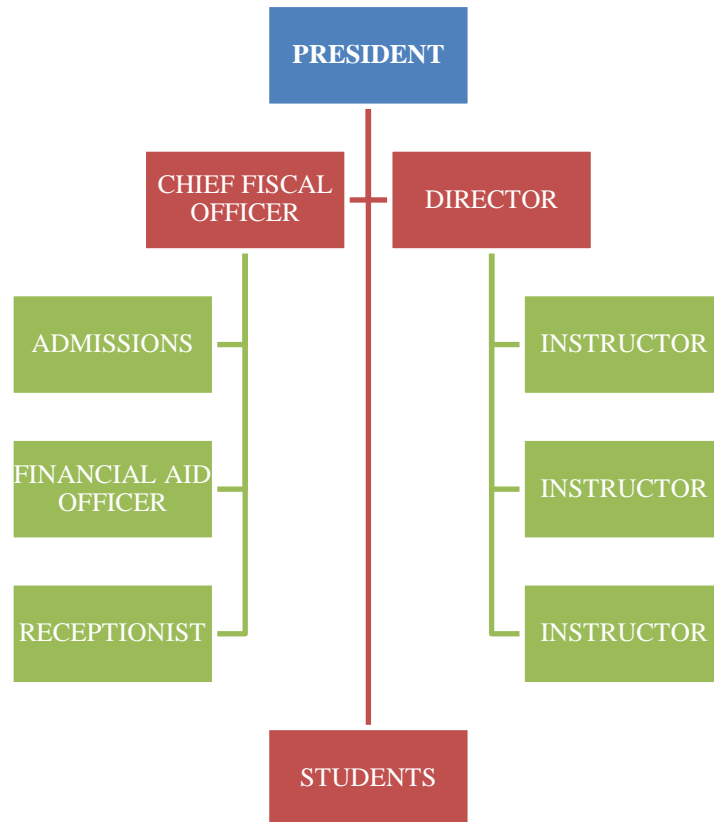 PRESIDENT
CHIEF FISCAL
OFFICER
DIRECTOR
ADMISSIONS
INSTRUCTOR
FINANCIAL AID
OFFICER
INSTRUCTOR
RECEPTIONIST
INSTRUCTOR
STUDENTS